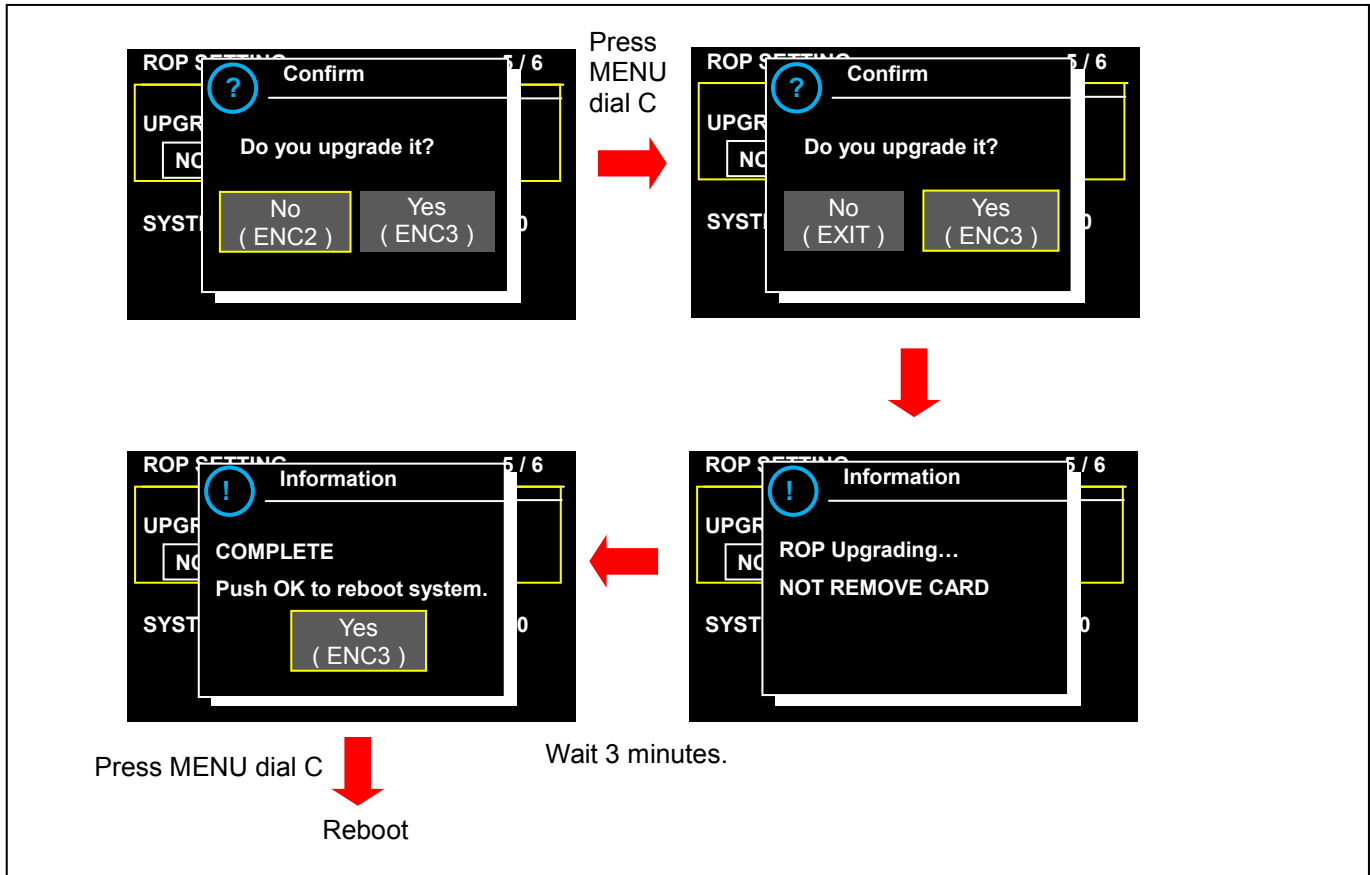 ROP SETTING 5 / 6
? Confirm
UPGR
NO
Do you upgrade it?
No
( ENC2 )
Yes
( ENC3 )
SYSTE 0
Press
MENU
dial C
ROP SETTING 5 / 6
? Confirm
UPGR
NO
Do you upgrade it?
No
( EXIT )
Yes
( ENC3 )
SYSTE 0
ROP SETTING 5 / 6
! Information
UPGR
NO
COMPLETE
Push OK to reboot system.
Yes
( ENC3 )
SYST 0
ROP SETTING 5 / 6
! Information
UPGR
NO
ROP Upgrading…
NOT REMOVE CARD
SYST 0
Press MENU dial C
Wait 3 minutes.
Reboot